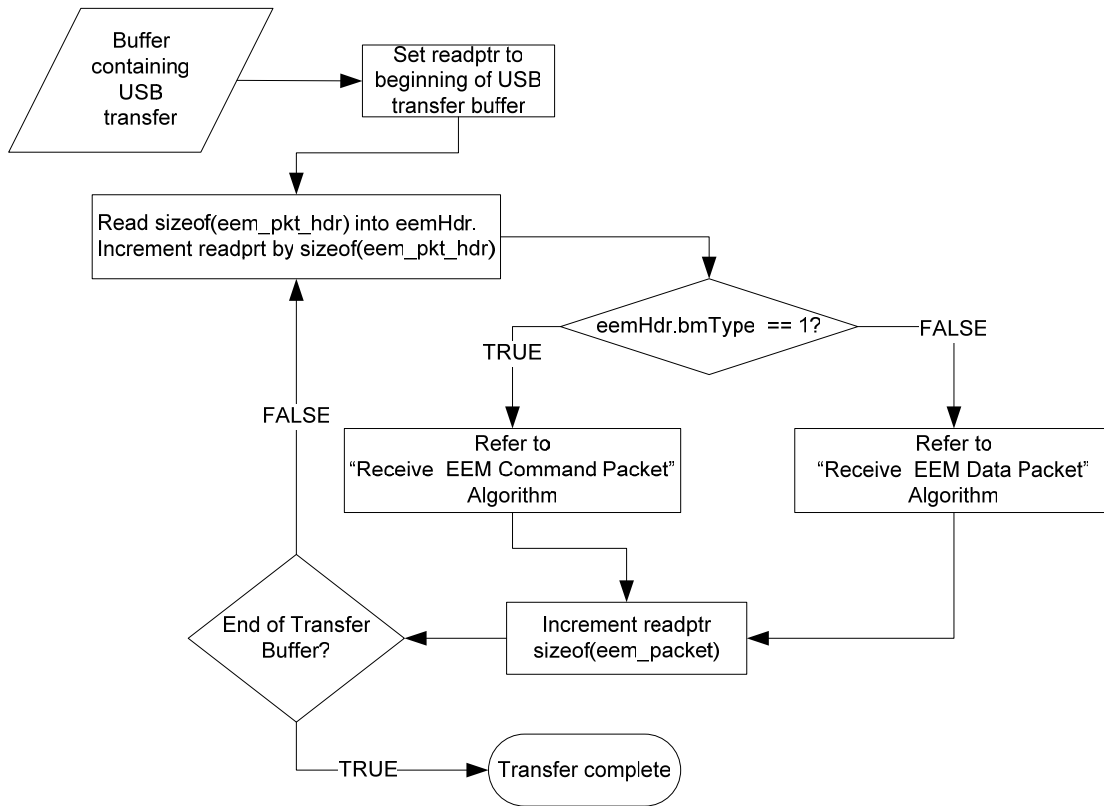 Buffer
containing
USB
transfer
Set readptr to
beginning of USB
transfer buffer
Read sizeof(eem_pkt_hdr) into eemHdr.
Increment readprt by sizeof(eem_pkt_hdr)
eemHdr.bmType == 1?
TRUE
FALSE
FALSE
Refer to
“Receive EEM Command Packet”
Algorithm
Refer to
“Receive EEM Data Packet”
Algorithm
End of Transfer
Buffer?
Increment readptr
sizeof(eem_packet)
TRUE
Transfer complete